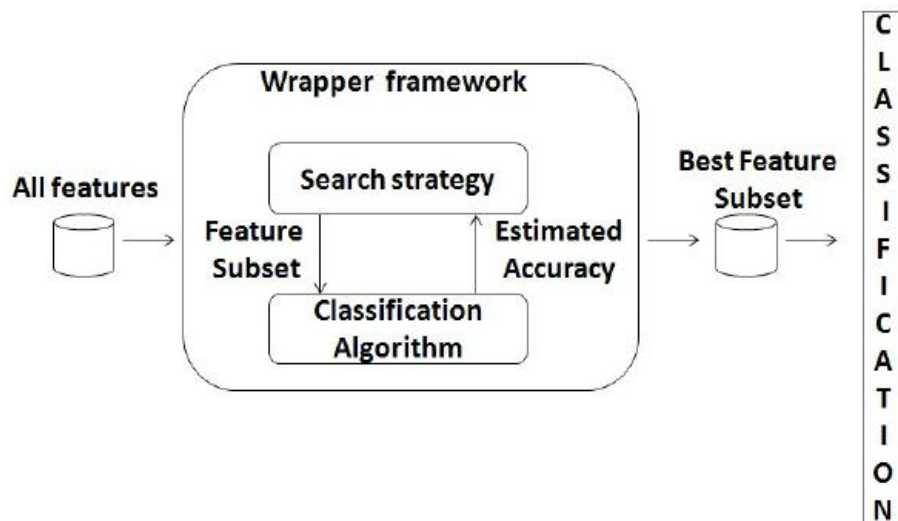 Wrapper framework
All features
Search strategy
Feature
Subset
Estimated
Accuracy
Classification
Algorithm
Best Feature
Subset
C
L
A
S
S
I
F
I
C
A
T
I
O
N